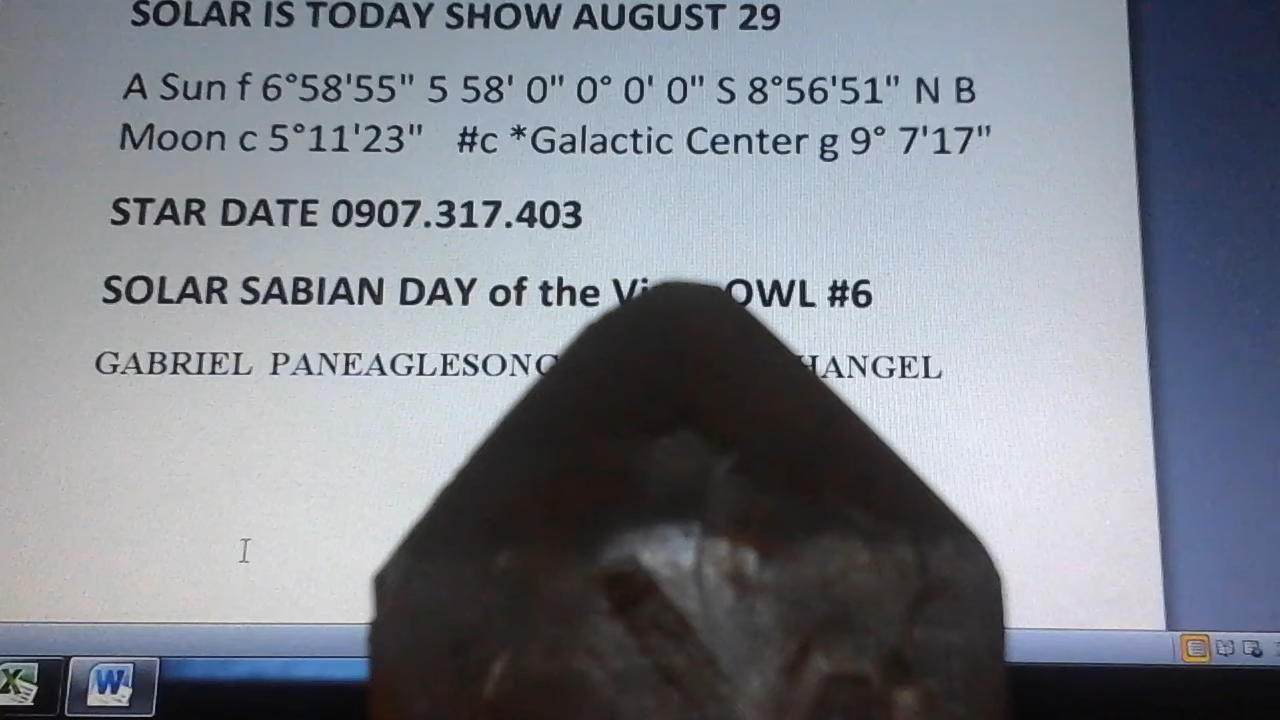 SOLAR IS TODAY SHOW AUGUST 29
A Sun f 6°58'55" 5 58' 0" 0° 0' 0" S 8°56'51" N B
Moon c 5°11'23" #c *Galactic Center g 9° 7'17"
STAR DATE 0907.317.403
SOLAR SABIAN DAY of the OWL #6
GABRIEL PANEAGLESONG
W